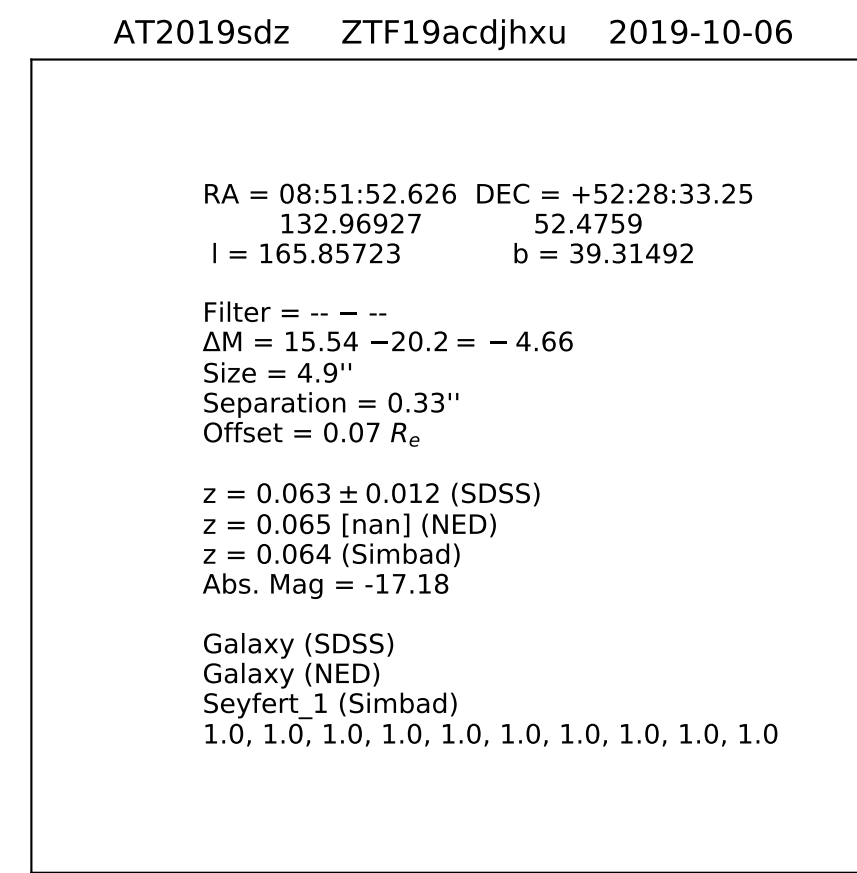 AT2019sdz ZTF19acdjhxu 2019-10-06
RA = 08:51:52.626 DEC = +52:28:33.25
132.96927 52.4759
l = 165.85723 b = 39.31492
Filter = -- − --
ΔM = 15.54 −20.2 = − 4.66
Size = 4.9''
Separation = 0.33''
Offset = 0.07 Re
z = 0.063 ± 0.012 (SDSS)
z = 0.065 [nan] (NED)
z = 0.064 (Simbad)
Abs. Mag = -17.18
Galaxy (SDSS)
Galaxy (NED)
Seyfert_1 (Simbad)
1.0, 1.0, 1.0, 1.0, 1.0, 1.0, 1.0, 1.0, 1.0, 1.0